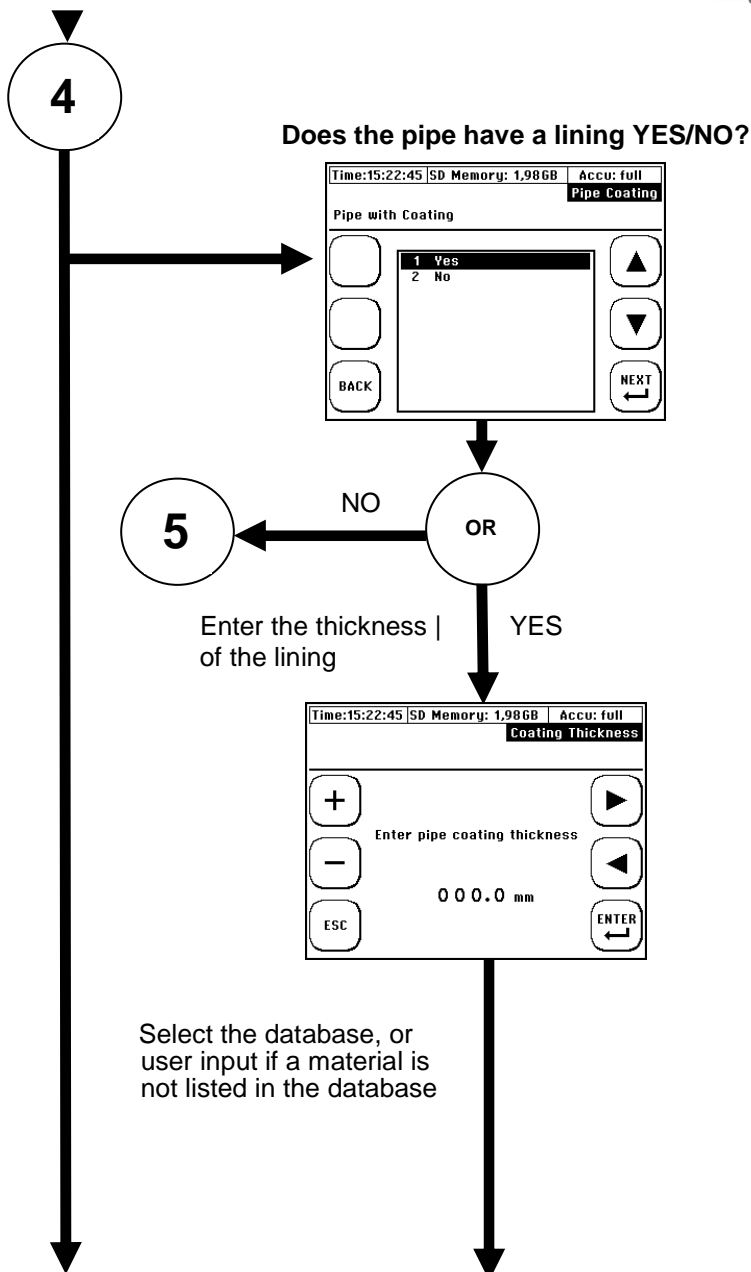 4
Does the pipe have a lining YES/NO?
Time:15:22:45 SD Memory: 1,98GB Accu: full
Pipe Coating
Pipe with Coating
1 Yes
2 No
BACK
NEXT
NO
5
OR
Enter the thickness |
of the lining
YES
Time:15:22:45 SD Memory: 1,98GB Accu: full
Coating Thickness
+
Enter pipe coating thickness
−
000.0 mm
ESC
ENTER
Select the database, or
user input if a material is
not listed in the database